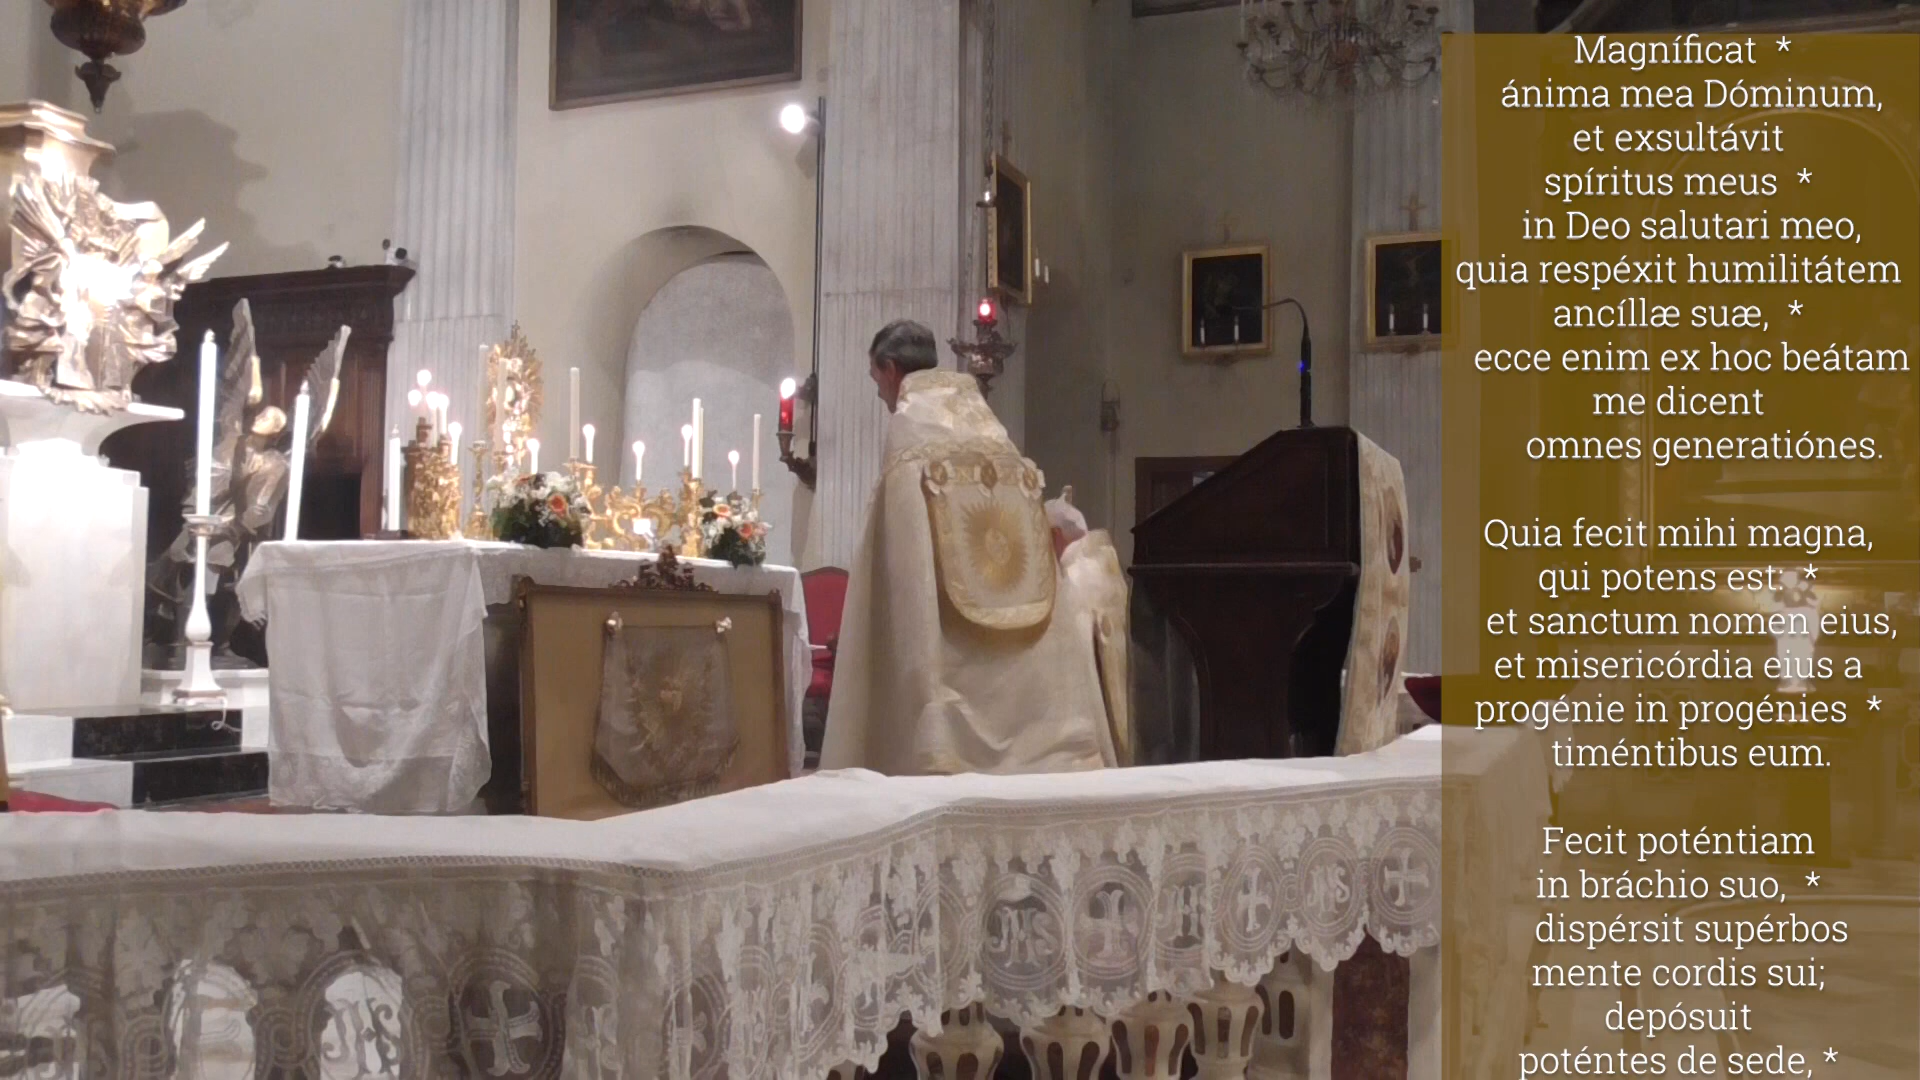 Magníficat *
ánima mea Dóminum,
et exsultávit
spíritus meus *
in Deo salutari meo,
quia respéxit humilitátem
ancíllæ suæ, *
ecce enim ex hoc beátam
me dicent
omnes generatiónes.
Quia fecit mihi magna,
qui potens est: *
et sanctum nomen eius,
et misericórdia eius a
progénie in progénies *
timéntibus eum.
Fecit poténtiam
in bráchio suo, *
dispérsit supérbos
mente cordis sui;
depósuit
poténtes de sede, *